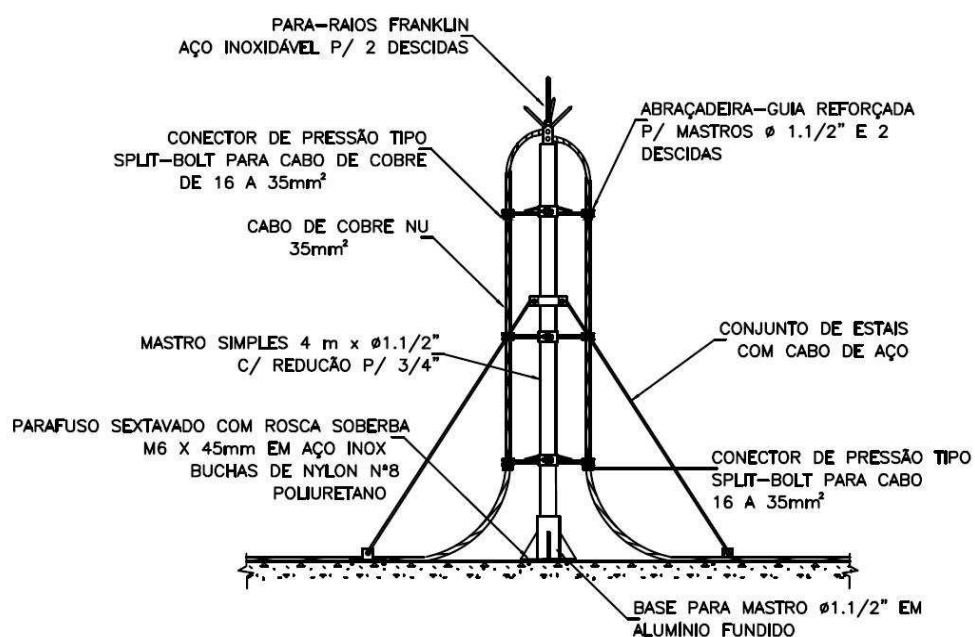 PARA-RAIOS FRANKLIN
AÇO INOXIDÁVEL P/ 2 DESCIDAS
ABRAÇADEIRA-GUIA REFORÇADA
P/ MASTROS ø 1.1/2" E 2
DESCIDAS
CONECTOR DE PRESSÃO TIPO
SPLIT-BOLT PARA CABO DE COBRE
DE 16 A 35mm²
CABO DE COBRE NU
35mm²
MASTRO SIMPLES 4 m x ø1.1/2"
C/ REDUCÃO P/ 3/4"
CONJUNTO DE ESTAIS
COM CABO DE AÇO
PARAFUSO SEXTAVADO COM ROSCA SOBERBA
M6 X 45mm EM AÇO INOX
BUCHAS DE NYLON Nº8
POLIURETANO
CONECTOR DE PRESSÃO TIPO
SPLIT-BOLT PARA CABO
16 A 35mm²
BASE PARA MASTRO ø1.1/2" EM
ALUMÍNIO FUNDIDO